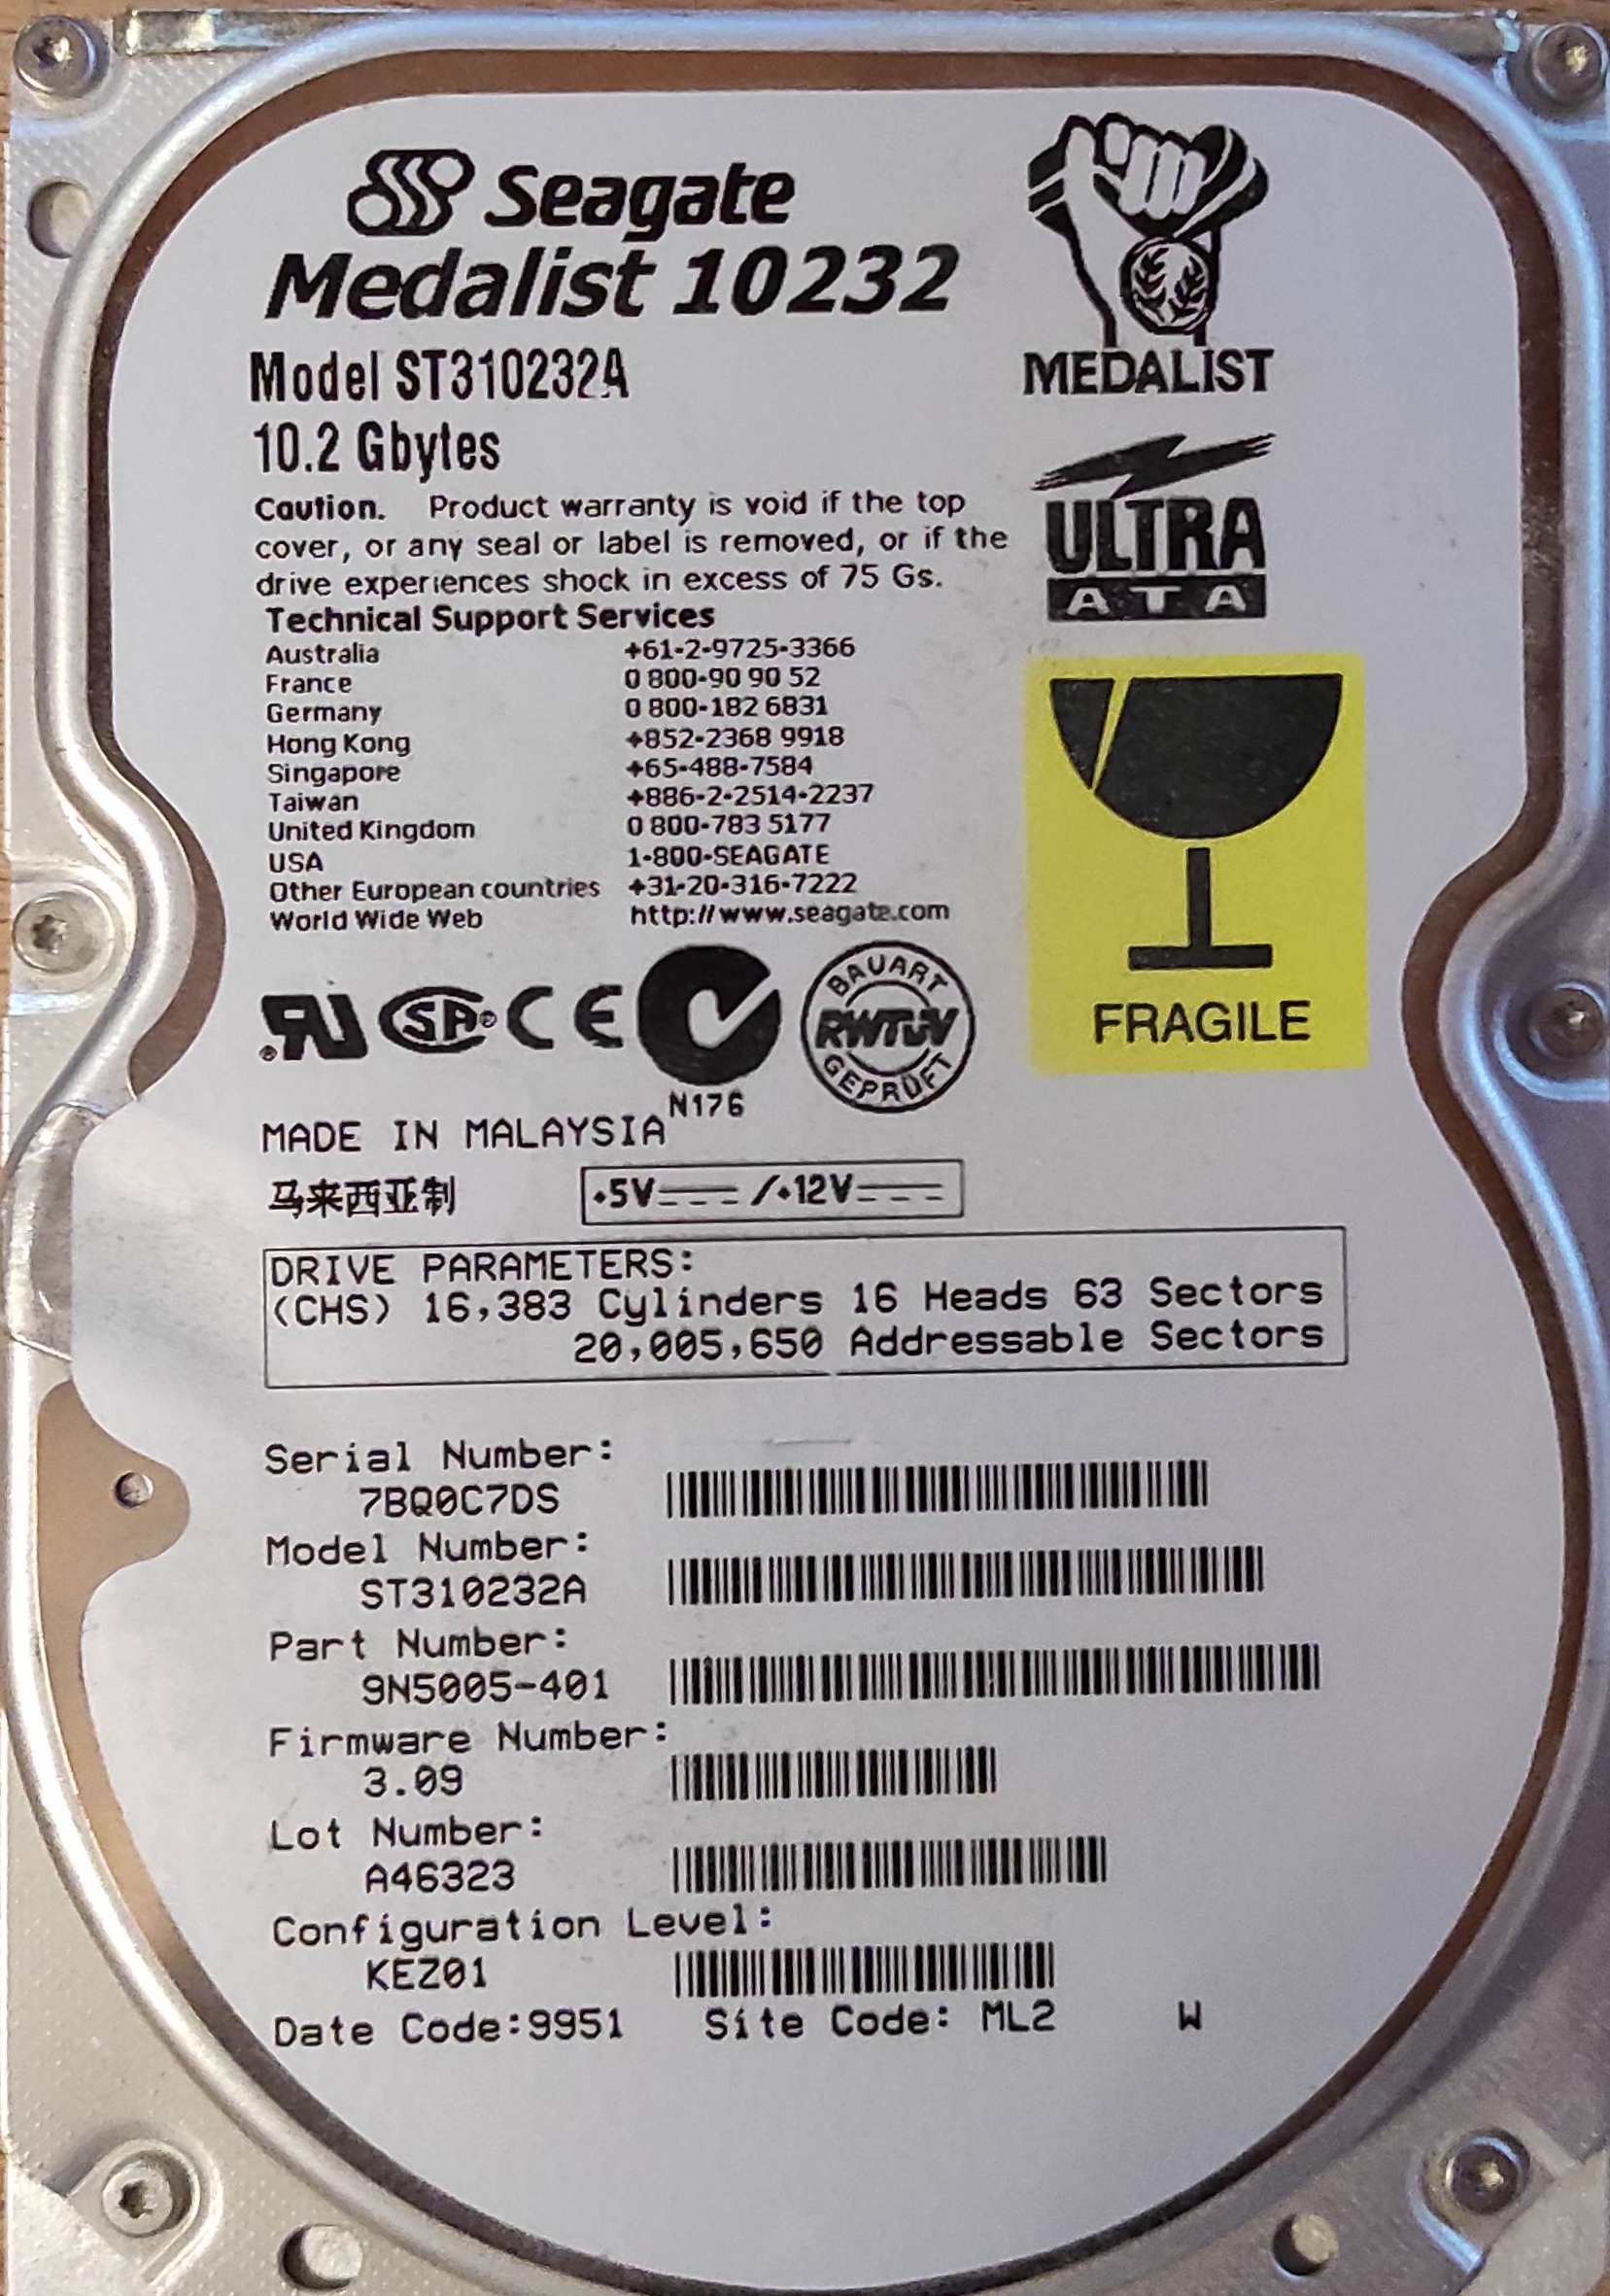 Seagate
Medalist 10232
Model ST310232A
10.2 Gbytes
MEDALIST
ULTRA
ATA
Caution. Product warranty is void if the top
cover, or any seal or label is removed, or if the
drive experiences shock in excess of 75 Gs.
Technical Support Services
Australia +61-2-9725-3366
France 0 800-90 90 52
Germany 0 800-182 6831
Hong Kong +852-2368 9918
Singapore +65-488-7584
Taiwan +886-2-2514-2237
United Kingdom 0 800-783 5177
USA 1-800-SEAGATE
Other European countries +31-20-316-7222
World Wide Web http://www.seagate.com
FRAGILE
RU ® SA ® CE
N176
BAUART
RWTÜV
GEPRÜFT
MADE IN MALAYSIA
马来西亚制
+5V /+12V
DRIVE PARAMETERS:
(CHS) 16,383 Cylinders 16 Heads 63 Sectors
20,005,650 Addressable Sectors
Serial Number:
7BQ0C7DS
Model Number:
ST310232A
Part Number:
9N5005-401
Firmware Number:
3.09
Lot Number:
A46323
Configuration Level:
KEZ01
Date Code:9951 Site Code: ML2 W